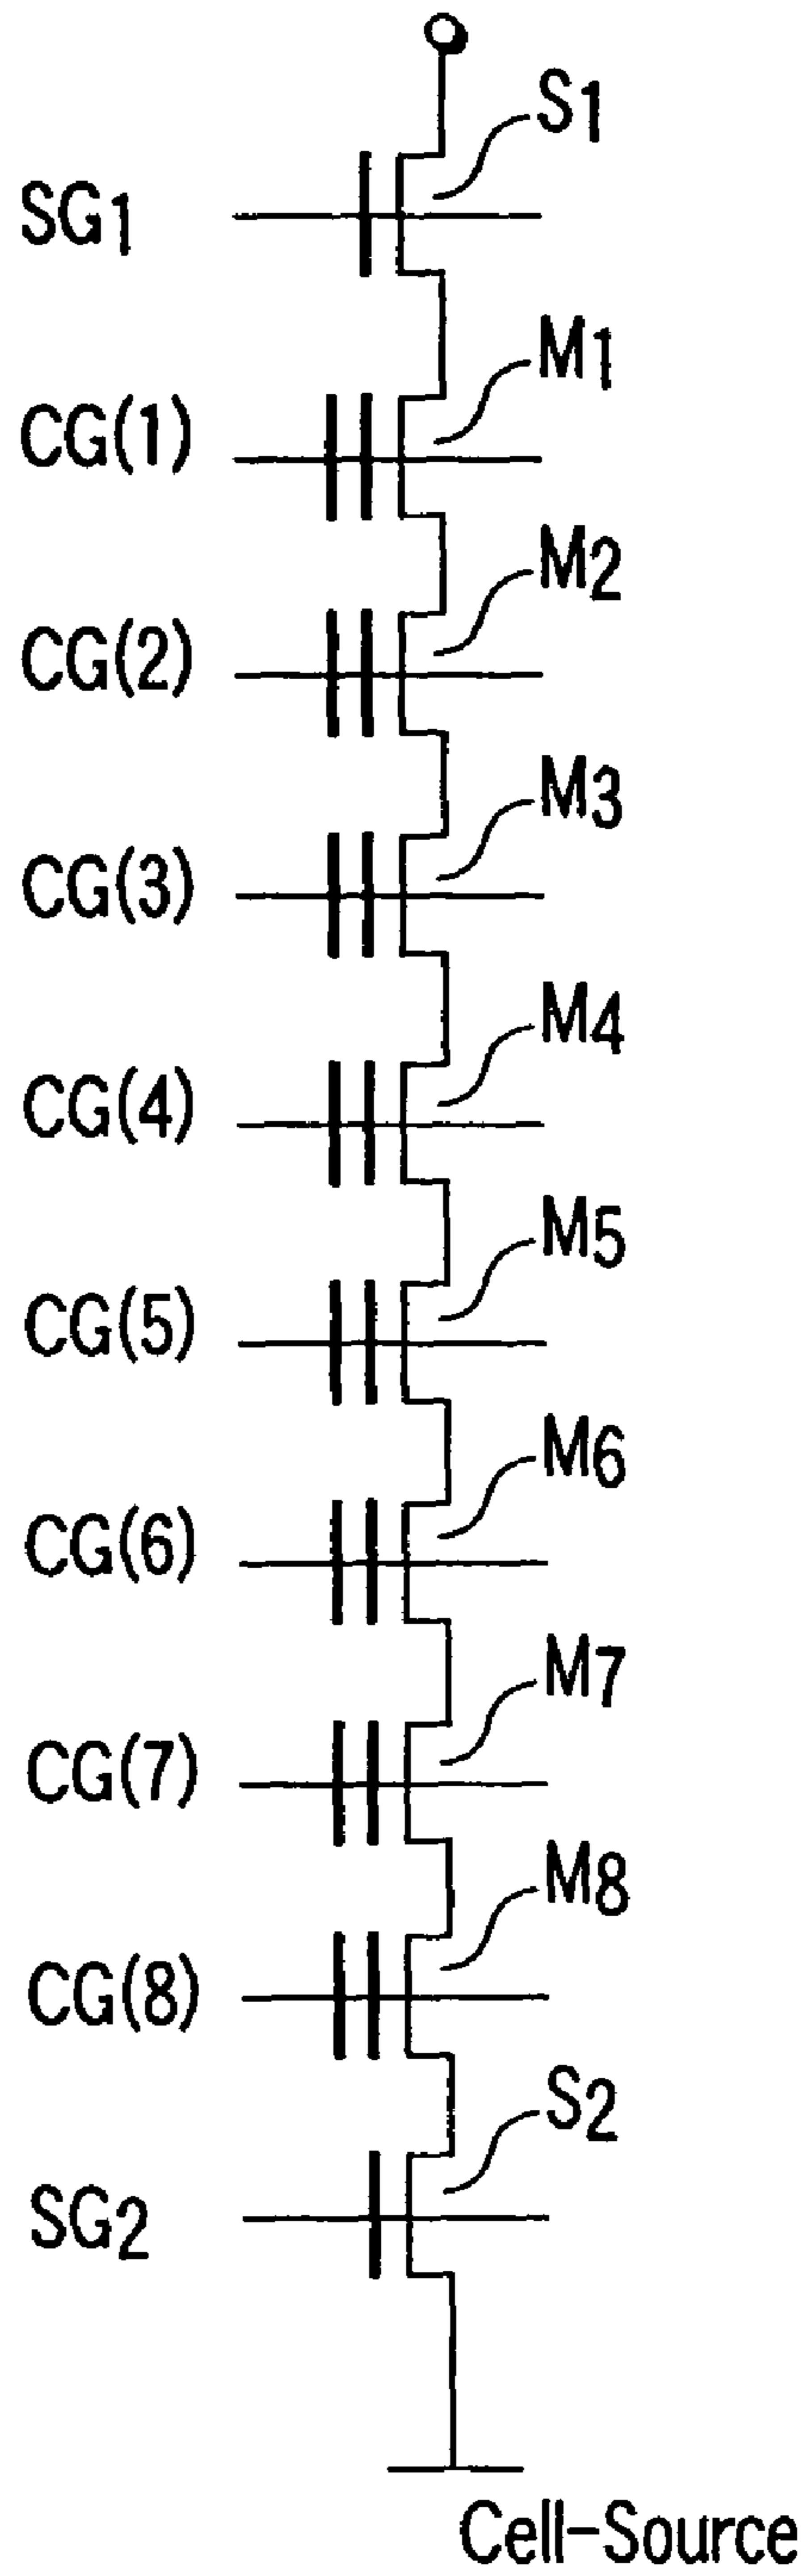 S1
SG1
M1
CG(1)
M2
CG(2)
M3
CG(3)
M4
CG(4)
M5
CG(5)
M6
CG(6)
M7
CG(7)
M8
CG(8)
S2
SG2
Cell-Source